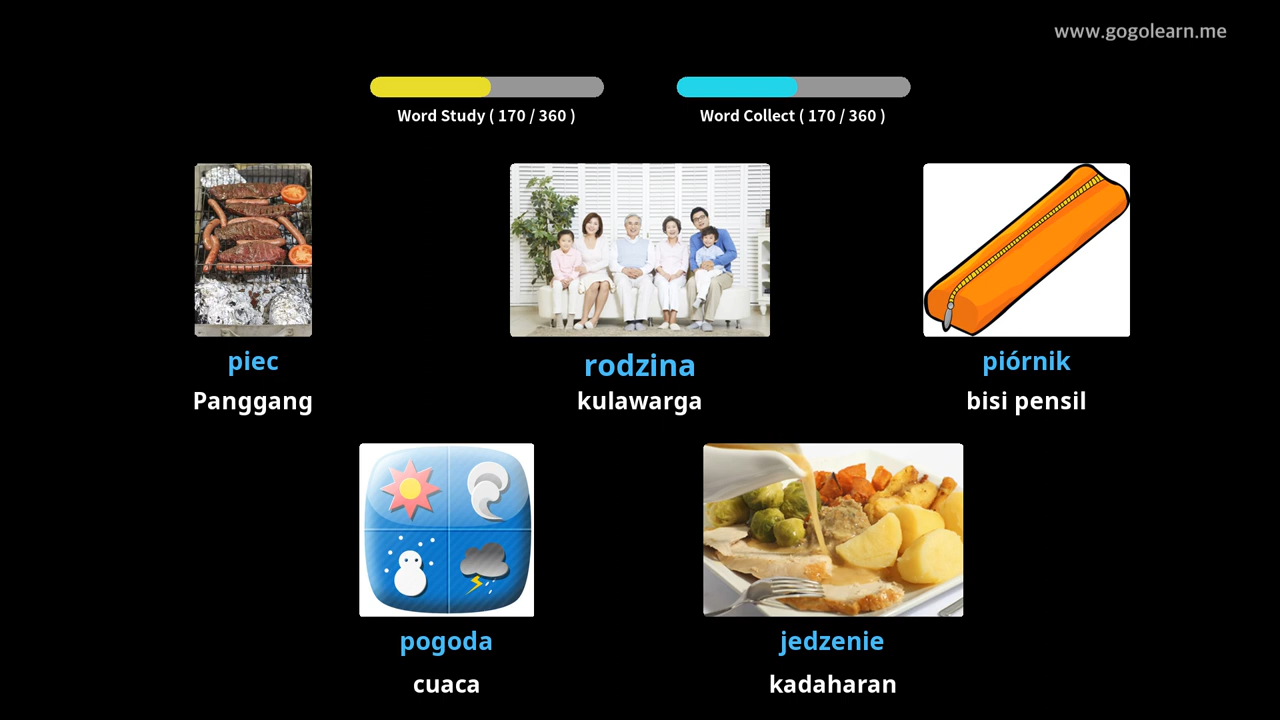 www.gogolearn.me
Word Study ( 170 / 360 )
Word Collect ( 170 / 360 )
piec
Panggang
rodzina
kulawarga
piórnik
bisi pensil
pogoda
cuaca
jedzenie
kadaharan